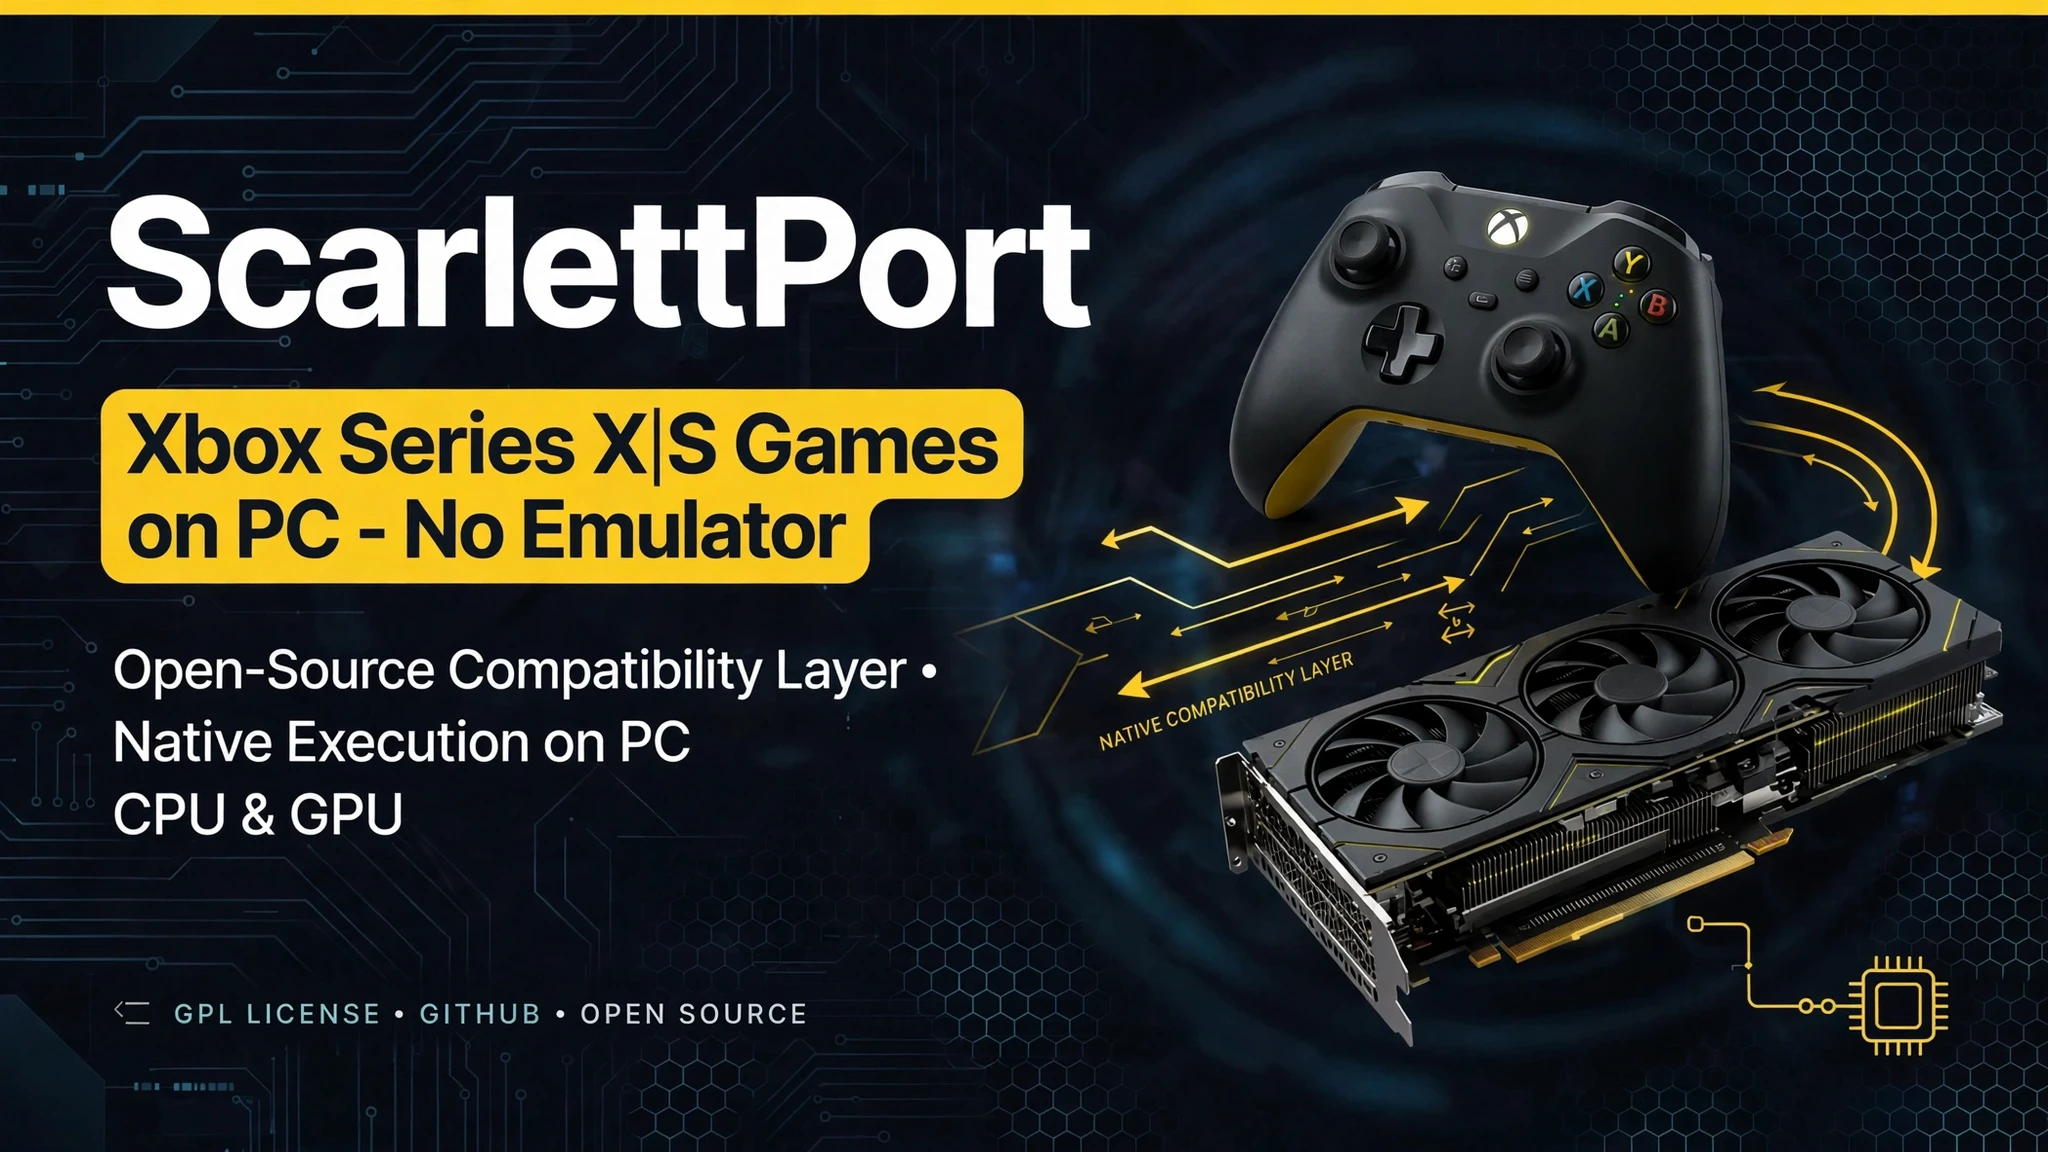 ScarlettPort
Xbox Series X|S Games
on PC - No Emulator
Open-Source Compatibility Layer •
Native Execution on PC
CPU & GPU
GPL LICENSE • GITHUB • OPEN SOURCE
NATIVE COMPATIBILITY LAYER
Y
X
B
A